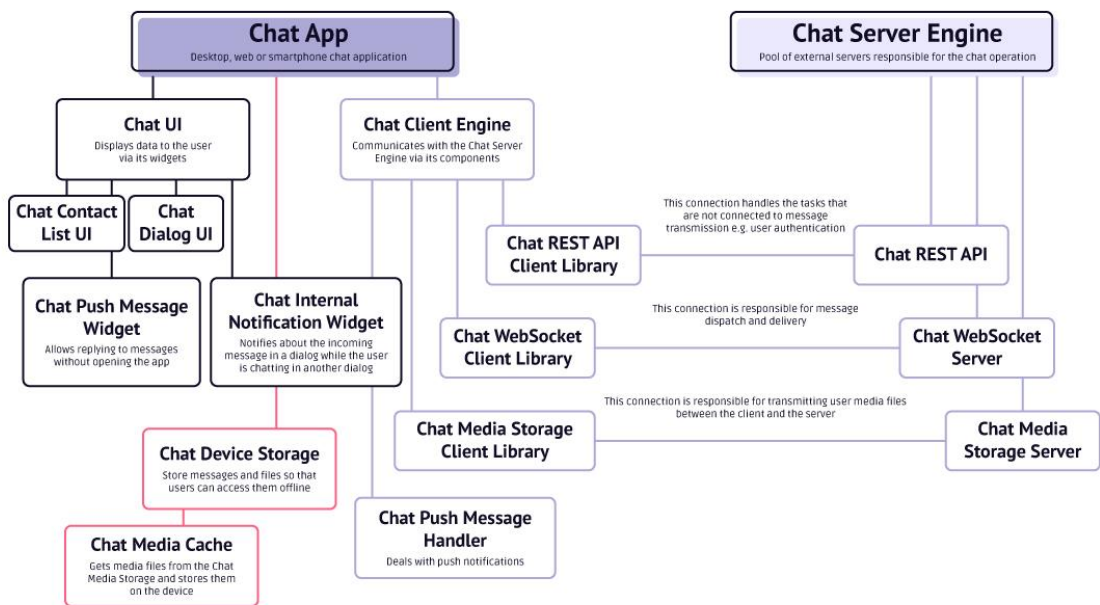 Chat App
Desktop, web or smartphone chat application
Chat Server Engine
Pool of external servers responsible for the chat operation
Chat UI
Displays data to the user
via its widgets
Chat Client Engine
Communicates with the Chat Server
Engine via its components
Chat Contact
List UI
Chat
Dialog UI
This connection handles the tasks that
are not connected to message
transmission e.g. user authentication
Chat REST API
Client Library
Chat REST API
Chat Push Message
Widget
Allows replying to messages
without opening the app
Chat Internal
Notification Widget
Notifies about the incoming
message in a dialog while the user
is chatting in another dialog
This connection is responsible for message
dispatch and delivery
Chat WebSocket
Client Library
Chat WebSocket
Server
This connection is responsible for transmitting user media files
between the client and the server
Chat Media Storage
Client Library
Chat Media
Storage Server
Chat Device Storage
Store messages and files so that
users can access them offline
Chat Push Message
Handler
Deals with push notifications
Chat Media Cache
Gets media files from the Chat
Media Storage and stores them
on the device